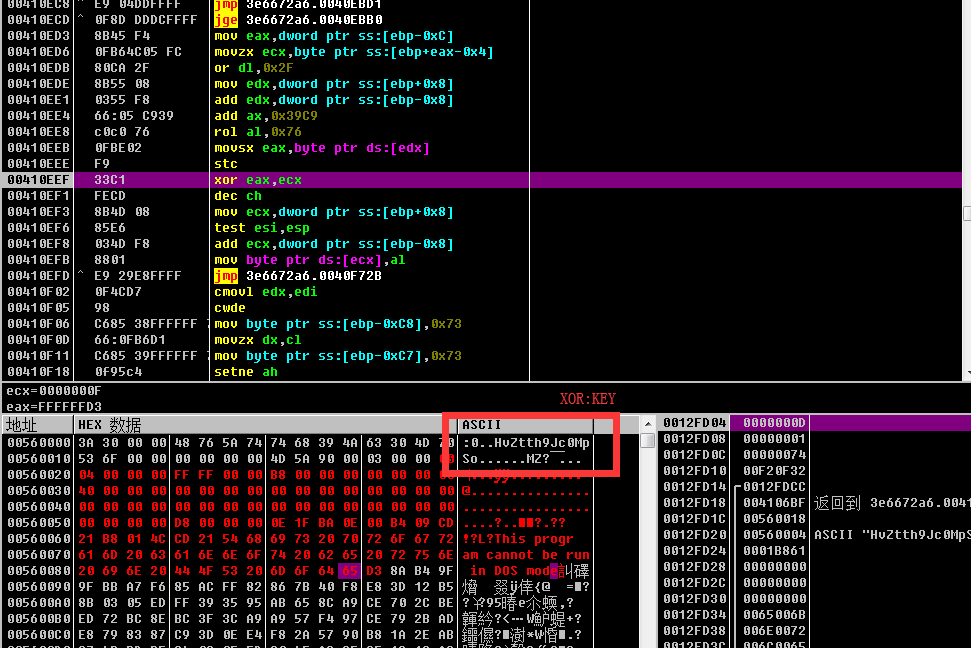 00410EC8 ^ E9 04DDFFFF jmp 3e6672a6.0040EBD1
00410ECD ^ 0F8D DDDCFFFF jge 3e6672a6.0040EBB0
00410ED3 8B45 F4 mov eax,dword ptr ss:[ebp-0xC]
00410ED6 0FB64C05 FC movzx ecx,byte ptr ss:[ebp+eax-0x4]
00410EDB 80CA 2F or dl,0x2F
00410EDE 8B55 08 mov edx,dword ptr ss:[ebp+0x8]
00410EE1 0355 F8 add edx,dword ptr ss:[ebp-0x8]
00410EE4 66:05 C939 add ax,0x39C9
00410EE8 c0c0 76 rol al,0x76
00410EEB 0FBE02 movsx eax,byte ptr ds:[edx]
00410EEE F9 stc
00410EEF 33C1 xor eax,ecx
00410EF1 FECD dec ch
00410EF3 8B4D 08 mov ecx,dword ptr ss:[ebp+0x8]
00410EF6 85E6 test esi,esp
00410EF8 034D F8 add ecx,dword ptr ss:[ebp-0x8]
00410EFB 8801 mov byte ptr ds:[ecx],al
00410EFD ^ E9 29E8FFFF jmp 3e6672a6.0040F72B
00410F02 0F4CD7 cmovl edx,edi
00410F05 98 cwde
00410F06 C685 38FFFFFF mov byte ptr ss:[ebp-0xC8],0x73
00410F0D 66:0FB6D1 movzx dx,cl
00410F11 C685 39FFFFFF mov byte ptr ss:[ebp-0xC7],0x73
00410F18 0f95c4 setne ah
ecx=0000000F
eax=FFFFFFD3
XOR:KEY
地址 HEX 数据 ASCII
00560000 3A 30 00 00 48 76 5A 74 74 68 39 4A 63 30 4D 70 :0..HvZtth9Jc0Mp
00560010 53 6F 00 00 00 00 00 00 4D 5A 90 00 03 00 00 00 So......MZ?
00560020 04 00 00 00 FF FF 00 00 B8 00 00 00 00 00 00 00
00560030 40 00 00 00 00 00 00 00 00 00 00 00 00 00 00 00 @...............
00560040 00 00 00 00 00 00 00 00 00 00 00 00 00 00 00 00 ................
00560050 00 00 00 00 D8 00 00 00 0E 1F BA 0E 00 B4 09 CD
00560060 21 B8 01 4C CD 21 54 68 69 73 20 70 72 6F 67 72 !?L?This progr
00560070 61 6D 20 63 61 6E 6E 6F 74 20 62 65 20 72 75 6E am cannot be run
00560080 20 69 6E 20 44 4F 53 20 6D 6F 64 65 D3 8A B4 9F in DOS mode
00560090 9F BB A7 F6 85 AC FF 82 86 7B 40 F8 E8 3D 12 B5
005600A0 8B 03 05 ED FF 39 35 95 AB 65 8C A9 CE 70 2C BE
005600B0 ED 72 BC 8E BC 3F 3C A9 A9 57 F4 97 CE 79 2B AD
005600C0 E8 79 83 87 C9 3D 0E E4 F8 2A 57 90 B8 1A 2E AB
0012FD04 0000000D
0012FD08 00000001
0012FD0C 00000074
0012FD10 00F20F32
0012FD14 0012FDCC
0012FD18 004106BF 返回到 3e6672a6.0041
0012FD1C 00560018
0012FD20 00560004 ASCII "HvZtth9Jc0MpS
0012FD24 0001B861
0012FD28 00000000
0012FD2C 00000000
0012FD30 00000000
0012FD34 0065006B
0012FD38 006E0072
0012FD3C 006C0065